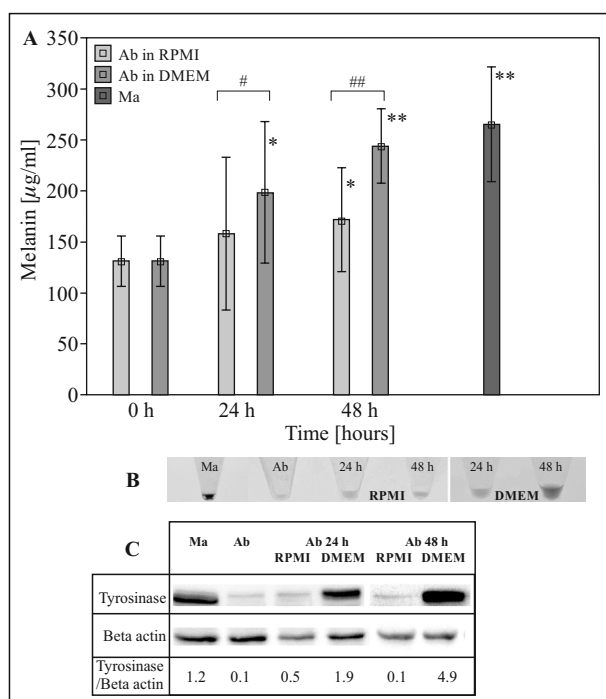 A
350
300
250
200
150
100
50
0
Melanin [µg/ml]
Ab in RPMI
Ab in DMEM
Ma
#
##
*
*
**
**
0 h 24 h 48 h
Time [hours]
B
Ma Ab 24 h 48 h 24 h 48 h
RPMI DMEM
C
Ma Ab Ab 24 h Ab 48 h
RPMI DMEM RPMI DMEM
Tyrosinase
Beta actin
Tyrosinase
/Beta actin 1.2 0.1 0.5 1.9 0.1 4.9